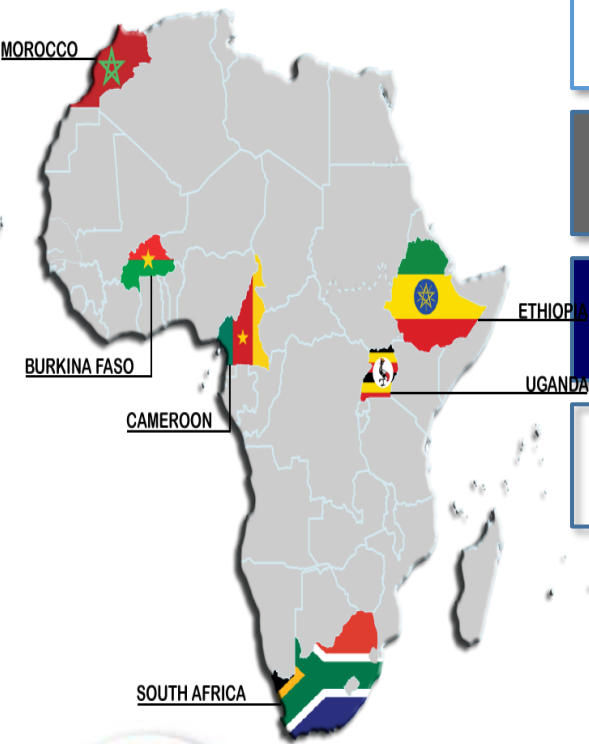 MOROCCO
ETHIOPIA
BURKINA FASO
UGANDA
CAMEROON
SOUTH AFRICA